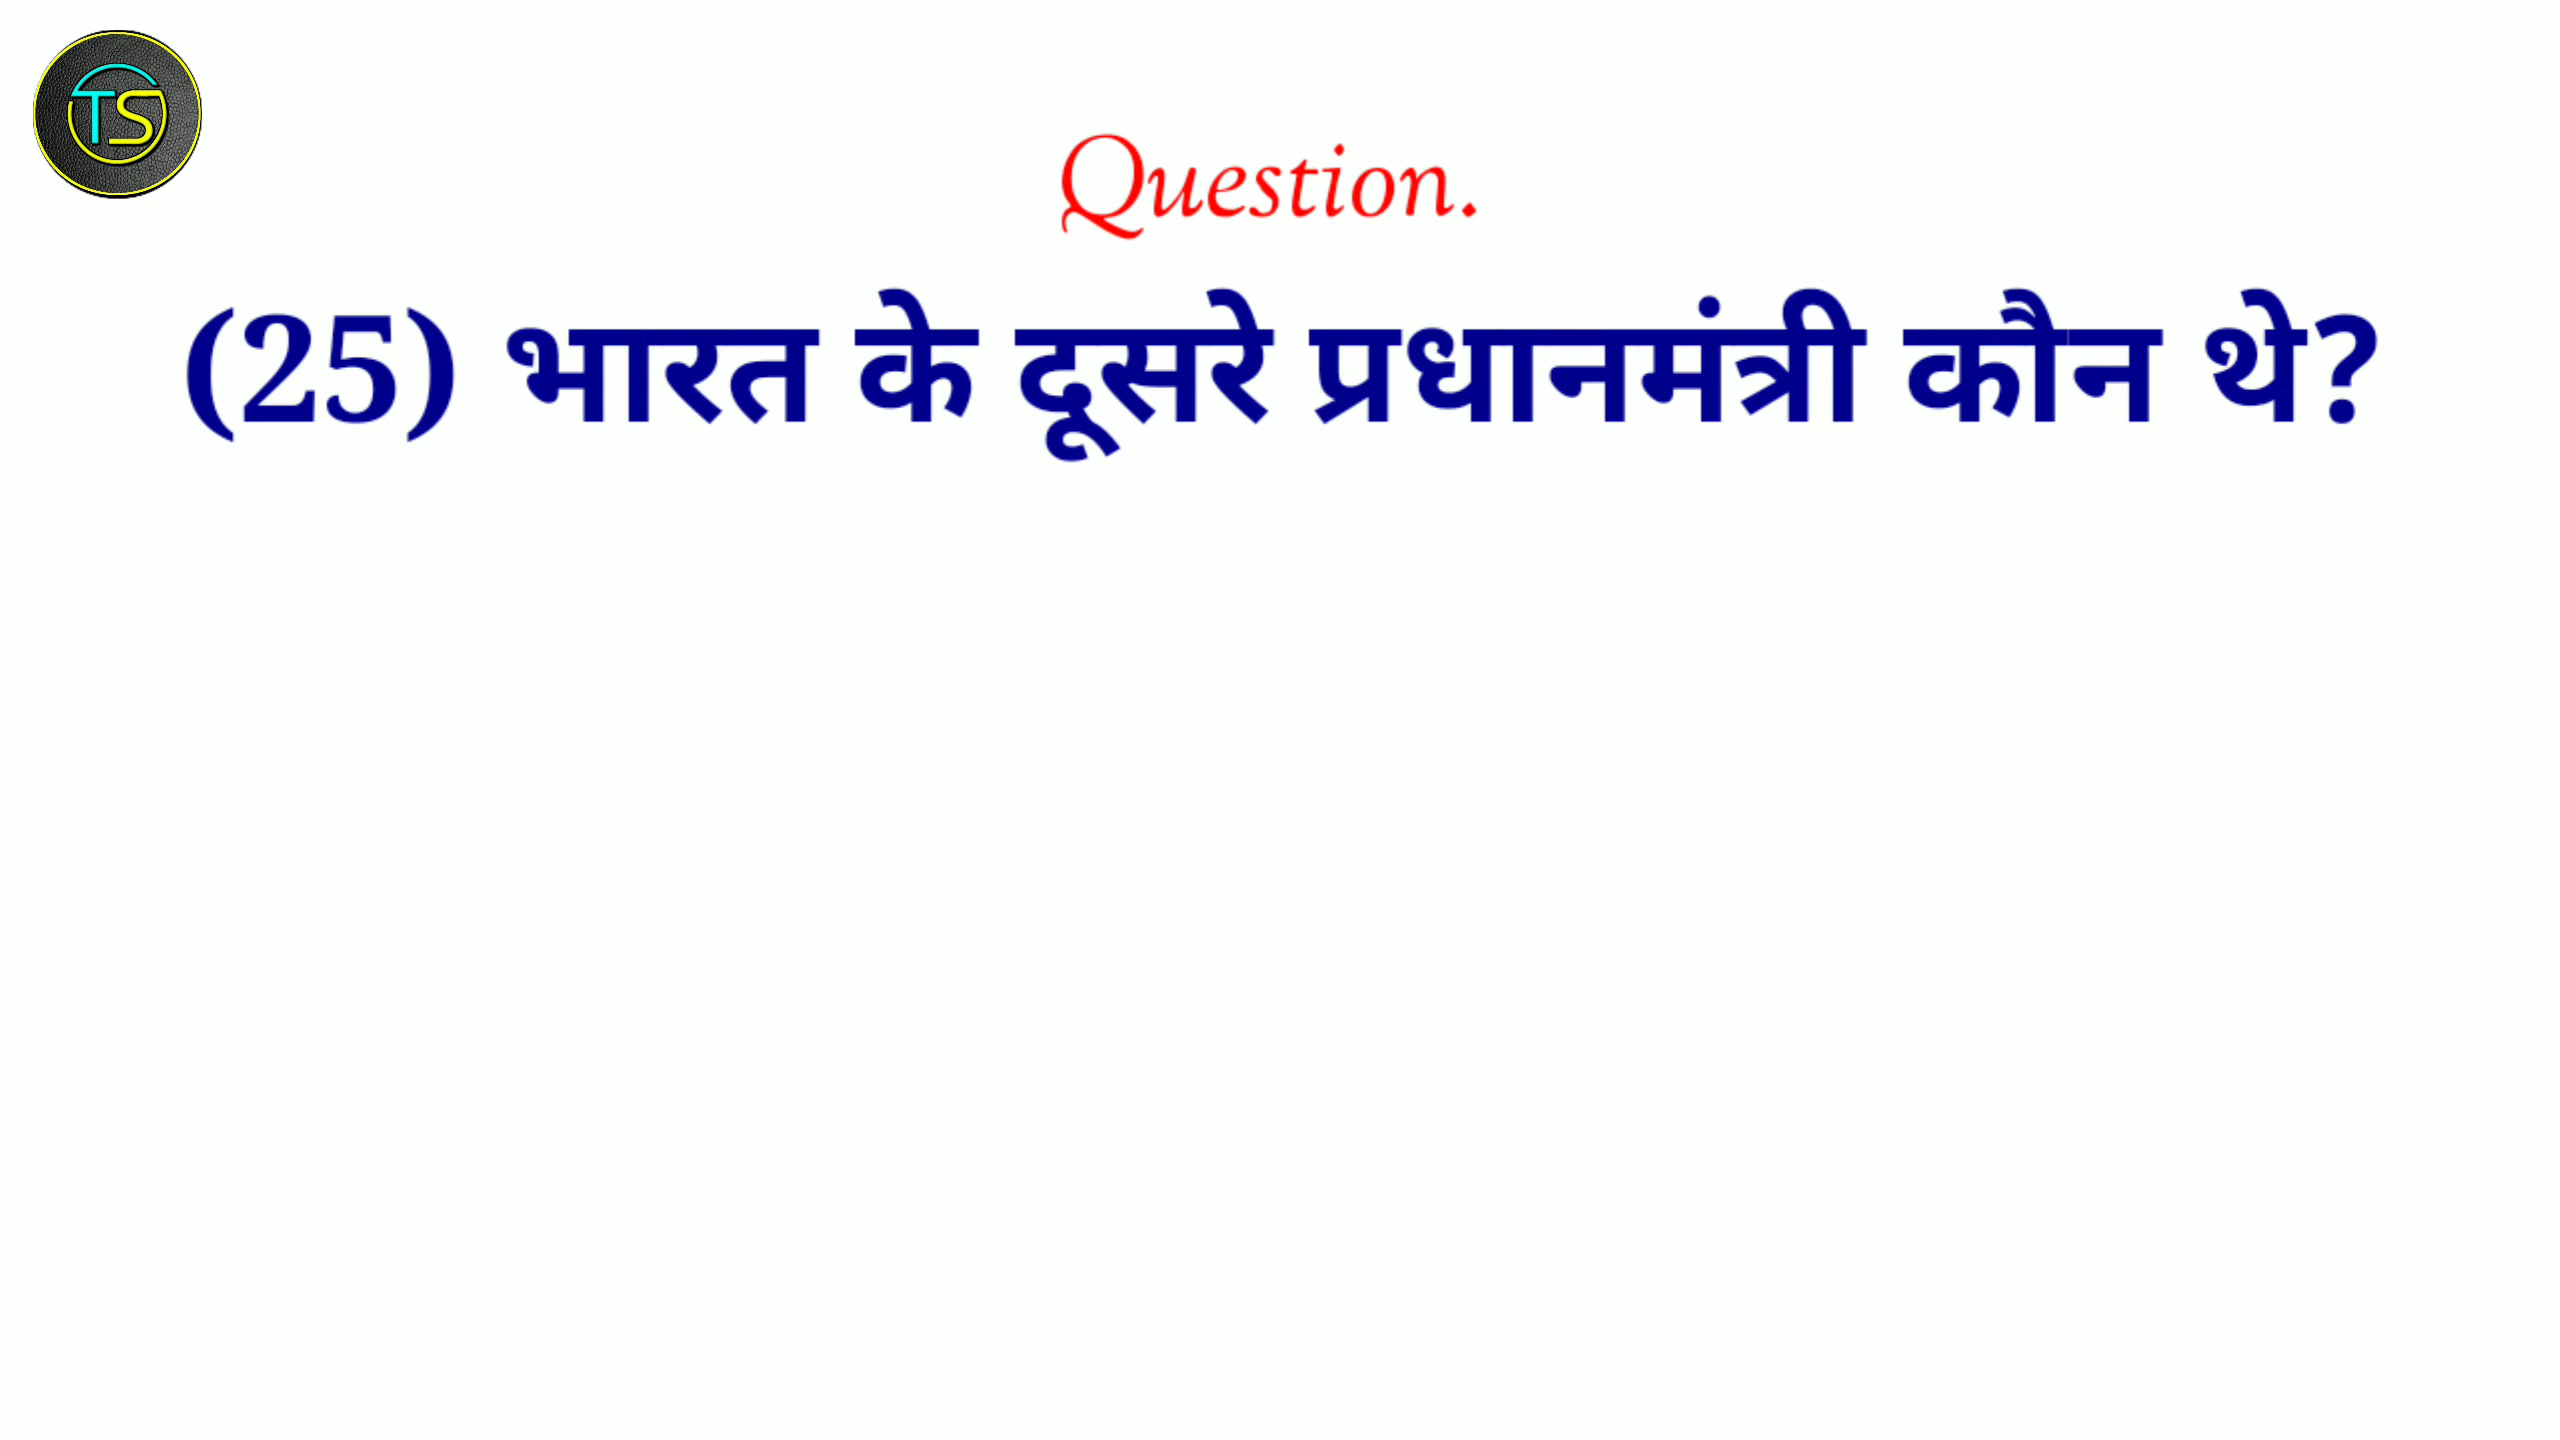 TS
Question.
(25) भारत के दूसरे प्रधानमंत्री कौन थे?